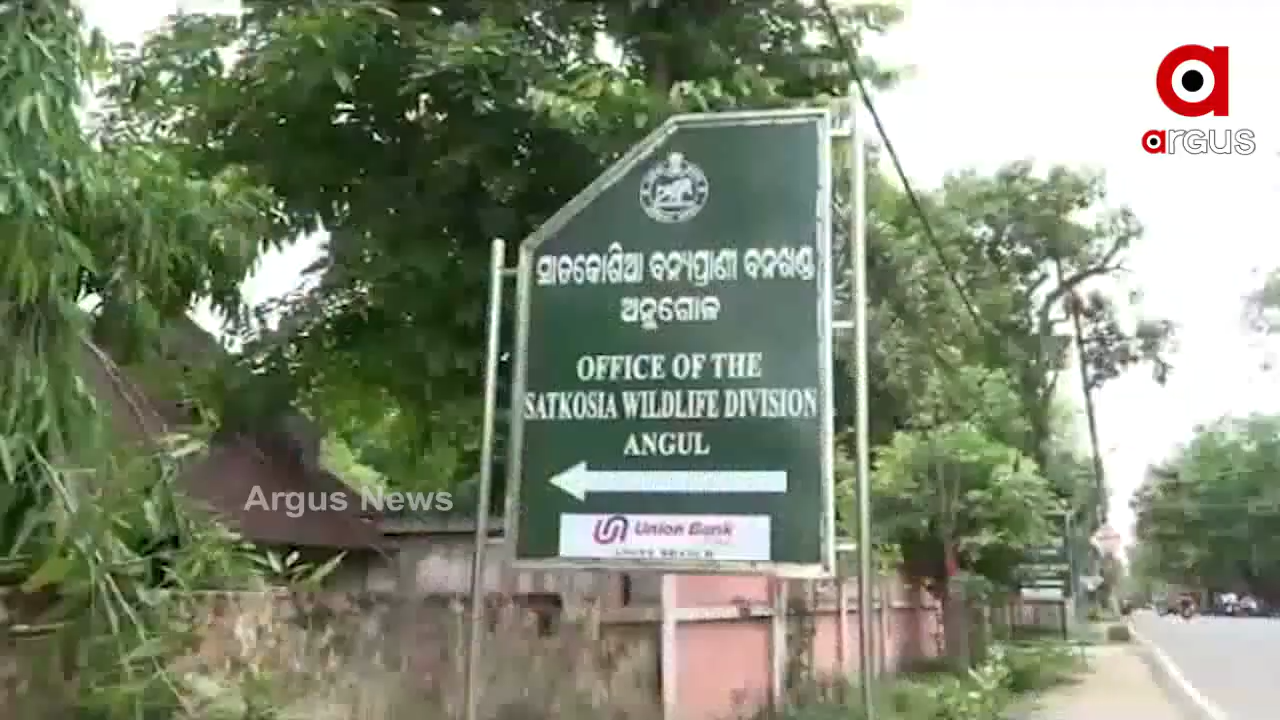 argus
ସାତକୋଶିଆ ବନ୍ୟପ୍ରାଣୀ ବନଖଣ୍ଡ
ଅନୁଗୋଳ
OFFICE OF THE
SATKOSIA WILDLIFE DIVISION
ANGUL
Argus News
Union Bank